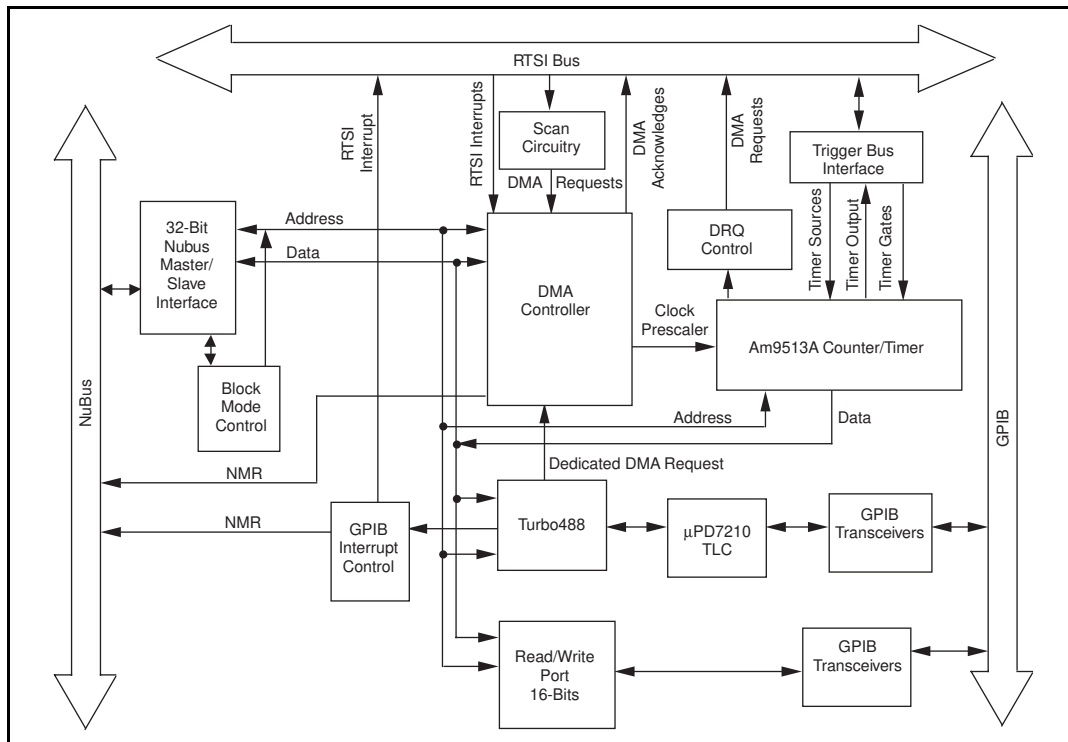 RTSI Bus
RTSI
Interrupt
RTSI Interrupts
Scan
Circuitry
DMA
Acknowledges
DMA
Requests
Trigger Bus
Interface
DMA Requests
32-Bit
Nubus
Master/
Slave
Interface
Address
Data
DMA
Controller
DRQ
Control
Timer Sources
Timer Output
Timer Gates
Clock
Prescaler
Am9513A Counter/Timer
NuBus
Block
Mode
Control
Address
Data
GPIB
NMR
Dedicated DMA Request
NMR
GPIB
Interrupt
Control
Turbo488
µPD7210
TLC
GPIB
Transceivers
Read/Write
Port
16-Bits
GPIB
Transceivers